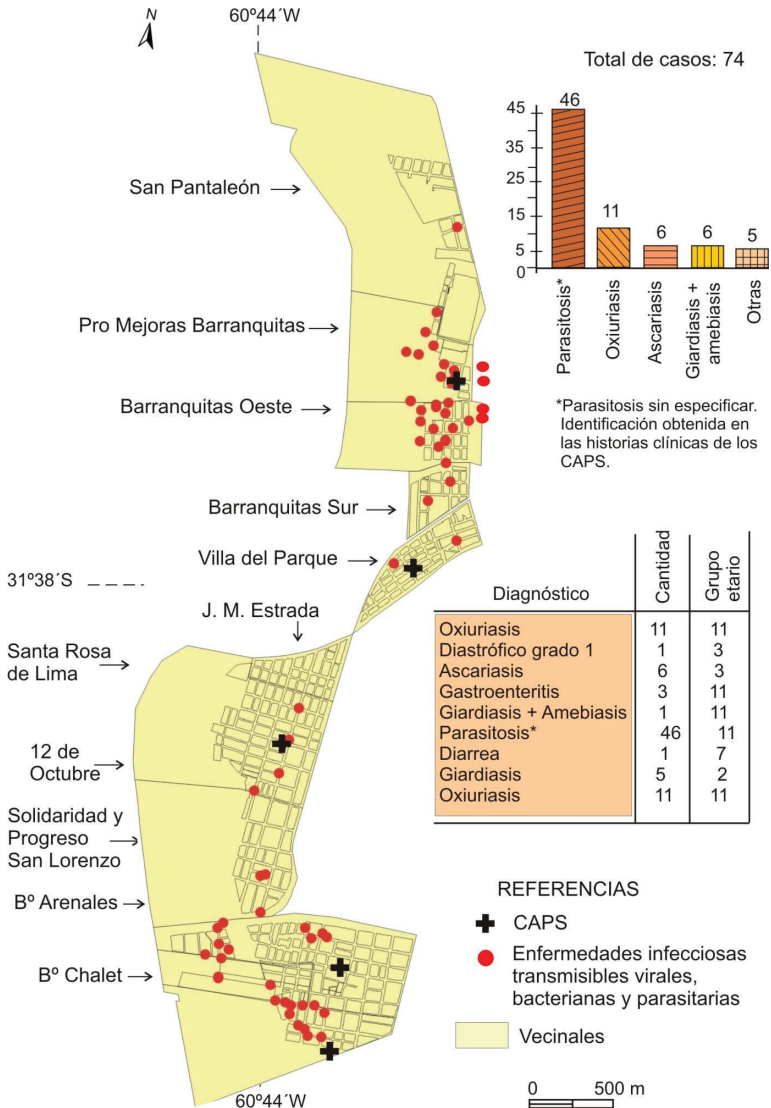 N
60º44´W
Total de casos: 74
45
35
25
15
5
0
46
11
6
6
5
Parasitosis*
Oxiuriasis
Ascariasis
Giardiasis +
amebiasis
Otras
*Parasitosis sin especificar.
Identificación obtenida en
las historias clínicas de los
CAPS.
San Pantaleón
Pro Mejoras Barranquitas
Barranquitas Oeste
Barranquitas Sur
Villa del Parque
31º38´S
J. M. Estrada
Santa Rosa
de Lima
12 de
Octubre
Solidaridad y
Progreso
San Lorenzo
Bº Arenales
Bº Chalet
Diagnóstico Cantidad Grupo etario
Oxiuriasis 11 11
Diastrófico grado 1 1 3
Ascariasis 6 3
Gastroenteritis 3 11
Giardiasis + Amebiasis 1 11
Parasitosis* 46 11
Diarrea 1 7
Giardiasis 5 2
Oxiuriasis 11 11
REFERENCIAS
CAPS
Enfermedades infecciosas
transmisibles virales,
bacterianas y parasitarias
Vecinales
0 500 m
60º44´W